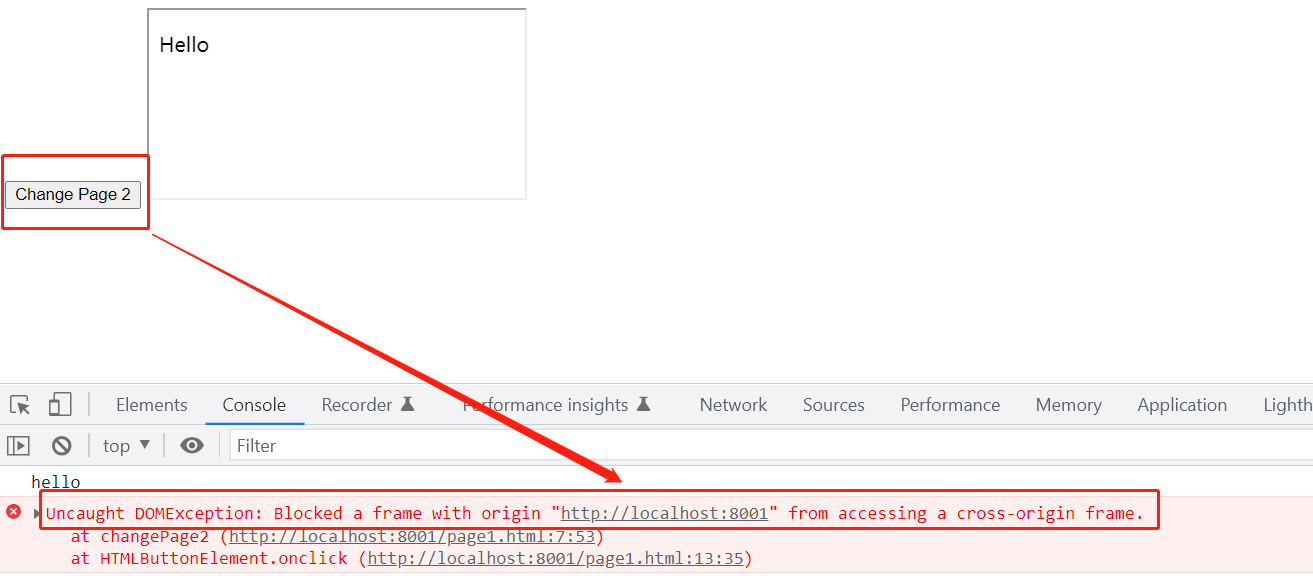 Hello
Change Page 2
Elements Console Recorder Performance insights Network Sources Performance Memory Application Lighth
top Filter
hello
Uncaught DOMException: Blocked a frame with origin "http://localhost:8001" from accessing a cross-origin frame.
at changePage2 (http://localhost:8001/page1.html:7:53)
at HTMLButtonElement.onclick (http://localhost:8001/page1.html:13:35)